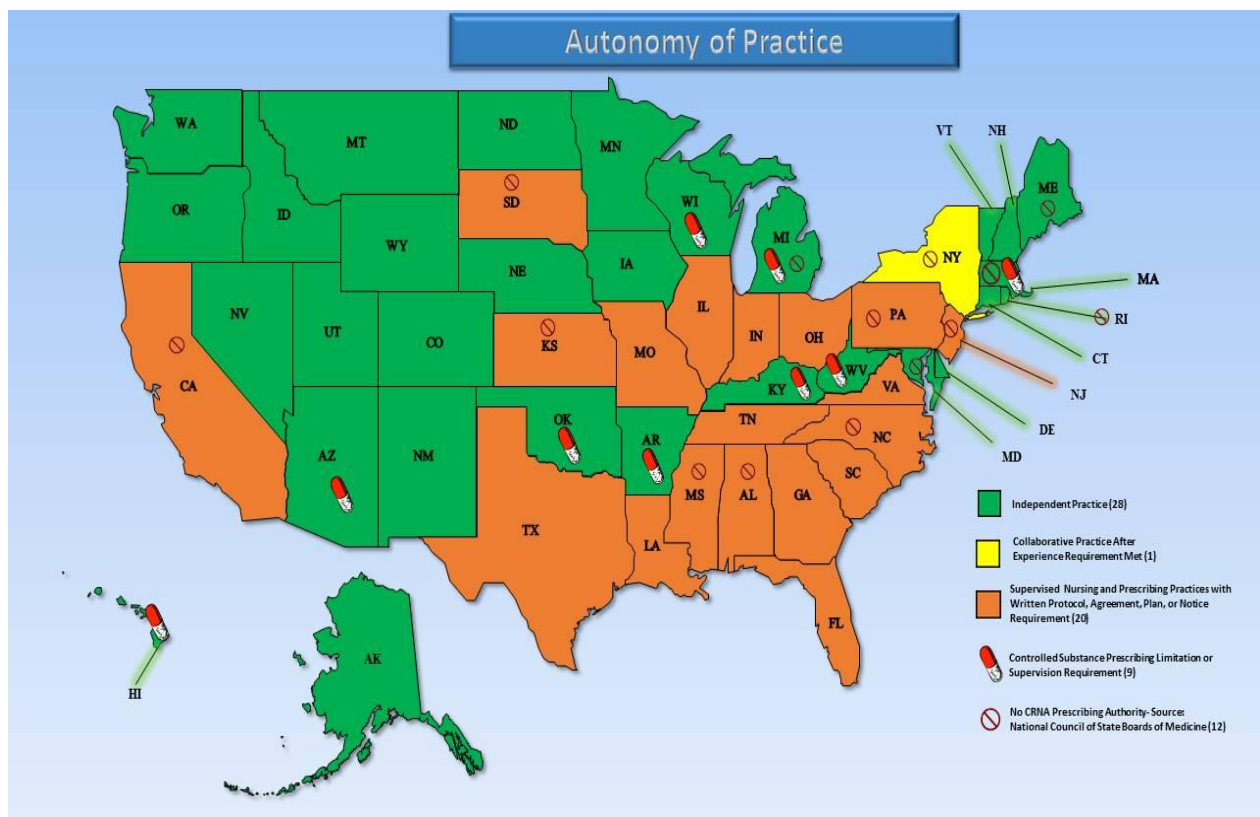 Autonomy of Practice
WA
MT
ND
MN
VT
NH
ME
OR
ID
SD
WI
MI
WY
NY
NE
IA
MA
NV
IL
PA
RI
UT
CO
KS
MO
IN
OH
CT
CA
KY
WV
VA
NJ
DE
MD
TN
NC
OK
AR
AZ
NM
MS
AL
GA
SC
TX
LA
FL
HI
AK
Independent Practice (28)
Collaborative Practice After
Experience Requirement Met (1)
Supervised Nursing and Prescribing Practices with
Written Protocol, Agreement, Plan, or Notice
Requirement (20)
Controlled Substance Prescribing Limitation or
Supervision Requirement (9)
No CRNA Prescribing Authority- Source:
National Council of State Boards of Medicine (12)